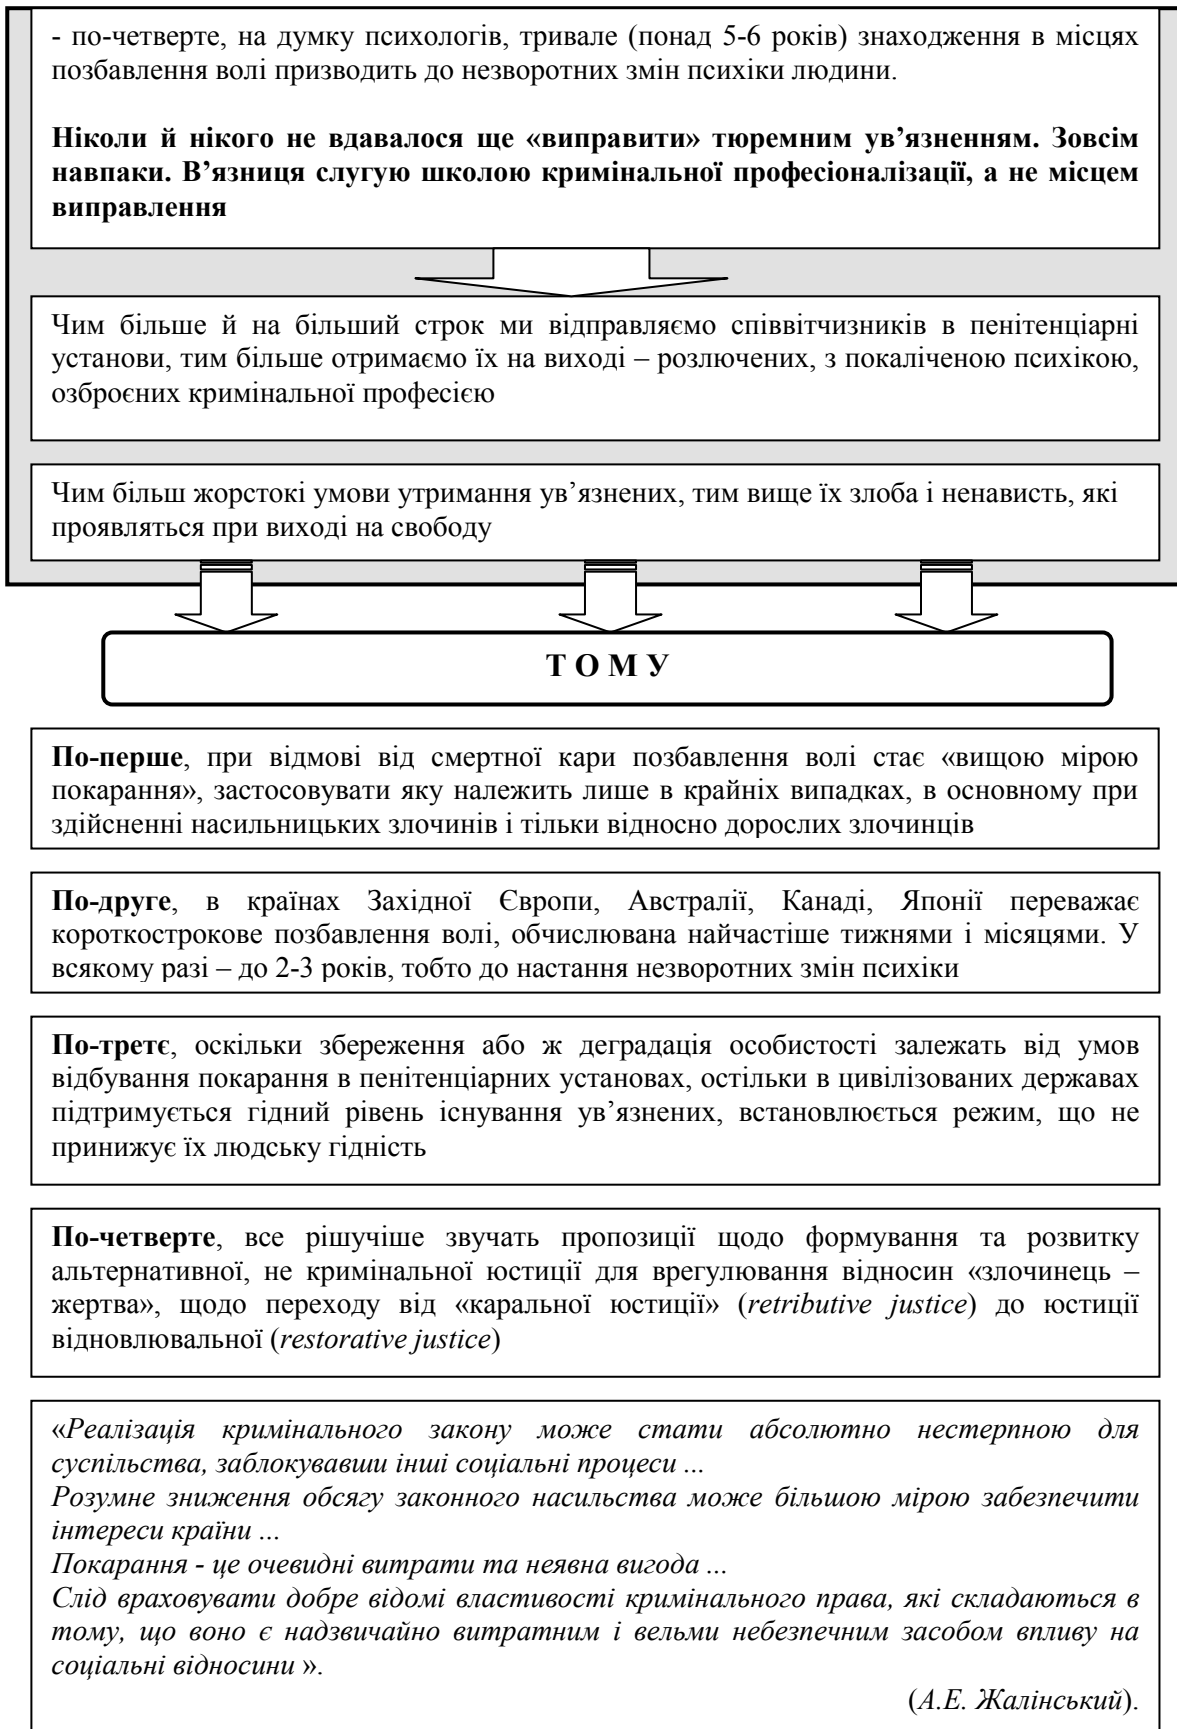 - по-четверте, на думку психологів, тривале (понад 5-6 років) знаходження в місцях
позбавлення волі призводить до незворотних змін психіки людини.
Ніколи й нікого не вдавалося ще «виправити» тюремним ув’язненням. Зовсім
навпаки. В’язниця слугую школою кримінальної професіоналізації, а не місцем
виправлення
Чим більше й на більший строк ми відправляємо співвітчизників в пенітенціарні
установи, тим більше отримаємо їх на виході – розлючених, з покаліченою психікою,
озброєних кримінальної професією
Чим більш жорстокі умови утримання ув’язнених, тим вище їх злоба і ненависть, які
проявляться при виході на свободу
Т О М У
По-перше, при відмові від смертної кари позбавлення волі стає «вищою мірою
покарання», застосовувати яку належить лише в крайніх випадках, в основному при
здійсненні насильницьких злочинів і тільки відносно дорослих злочинців
По-друге, в країнах Західної Європи, Австралії, Канаді, Японії переважає
короткострокове позбавлення волі, обчислювана найчастіше тижнями і місяцями. У
всякому разі – до 2-3 років, тобто до настання незворотних змін психіки
По-третє, оскільки збереження або ж деградація особистості залежать від умов
відбування покарання в пенітенціарних установах, остільки в цивілізованих державах
підтримується гідний рівень існування ув’язнених, встановлюється режим, що не
принижує їх людську гідність
По-четверте, все рішучіше звучать пропозиції щодо формування та розвитку
альтернативної, не кримінальної юстиції для врегулювання відносин «злочинець –
жертва», щодо переходу від «каральної юстиції» (retributive justice) до юстиції
відновлювальної (restorative justice)
«Реалізація кримінального закону може стати абсолютно нестерпною для
суспільства, заблокувавши інші соціальні процеси ...
Розумне зниження обсягу законного насильства може більшою мірою забезпечити
інтереси країни ...
Покарання - це очевидні витрати та неявна вигода ...
Слід враховувати добре відомі властивості кримінального права, які складаються в
тому, що воно є надзвичайно витратним і вельми небезпечним засобом впливу на
соціальні відносини ».
(А.Е. Жалінський).